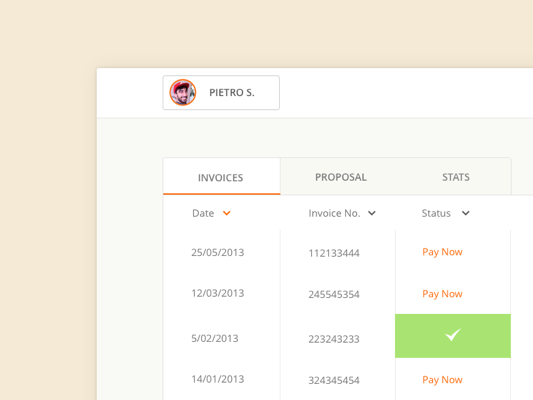 PIETRO S.
INVOICES PROPOSAL STATS
Date Invoice No. Status
25/05/2013 112133444 Pay Now
12/03/2013 245545354 Pay Now
5/02/2013 223243233
14/01/2013 324345454 Pay Now